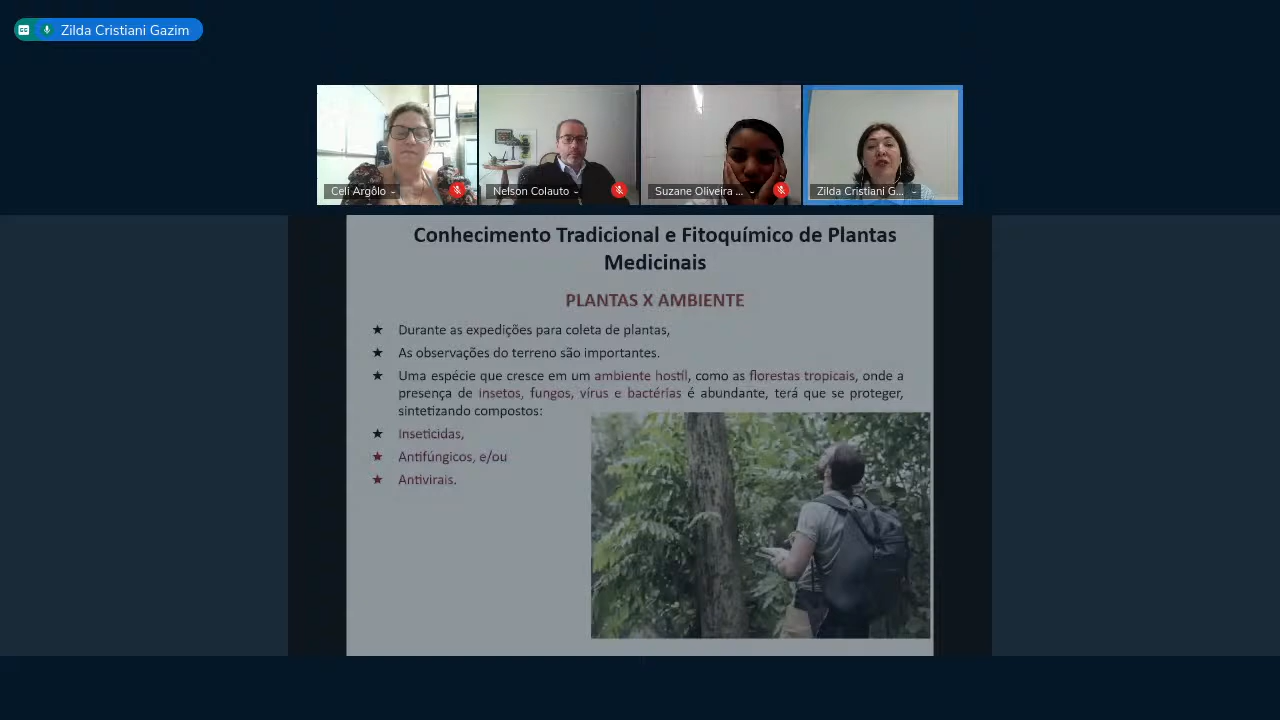 Zilda Cristiani Gazim
Celí Argôlo
Nelson Colauto
Suzane Oliveira ...
Zilda Cristiani G...
Conhecimento Tradicional e Fitoquímico de Plantas
Medicinais
PLANTAS X AMBIENTE
★ Durante as expedições para coleta de plantas,
★ As observações do terreno são importantes.
★ Uma espécie que cresce em um ambiente hostíl, como as florestas tropicais, onde a
presença de insetos, fungos, vírus e bactérias é abundante, terá que se proteger,
sintetizando compostos:
★ Inseticidas,
★ Antifúngicos, e/ou
★ Antivirais.